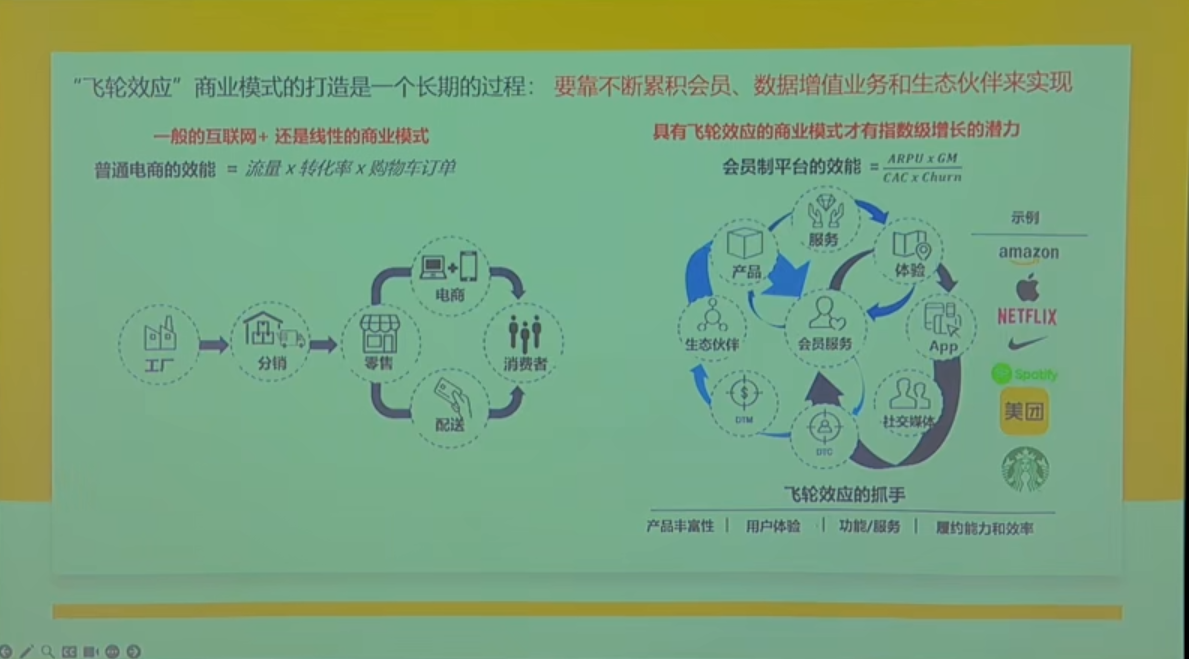 “飞轮效应”商业模式的打造是一个长期的过程：要靠不断累积会员、数据增值业务和生态伙伴来实现
一般的互联网+ 还是线性的商业模式
普通电商的效能 = 流量 x 转化率 x 购物车订单
工厂
分销
零售
电商
配送
消费者
具有飞轮效应的商业模式才有指数级增长的潜力
会员制平台的效能 = ARPU x GM
CAC x Churn
服务
产品
体验
生态伙伴
会员服务
App
DTM
DTC
社交媒体
示例
amazon
NETFLIX
Spotify
美团
飞轮效应的抓手
产品丰富性 | 用户体验 | 功能/服务 | 履约能力和效率